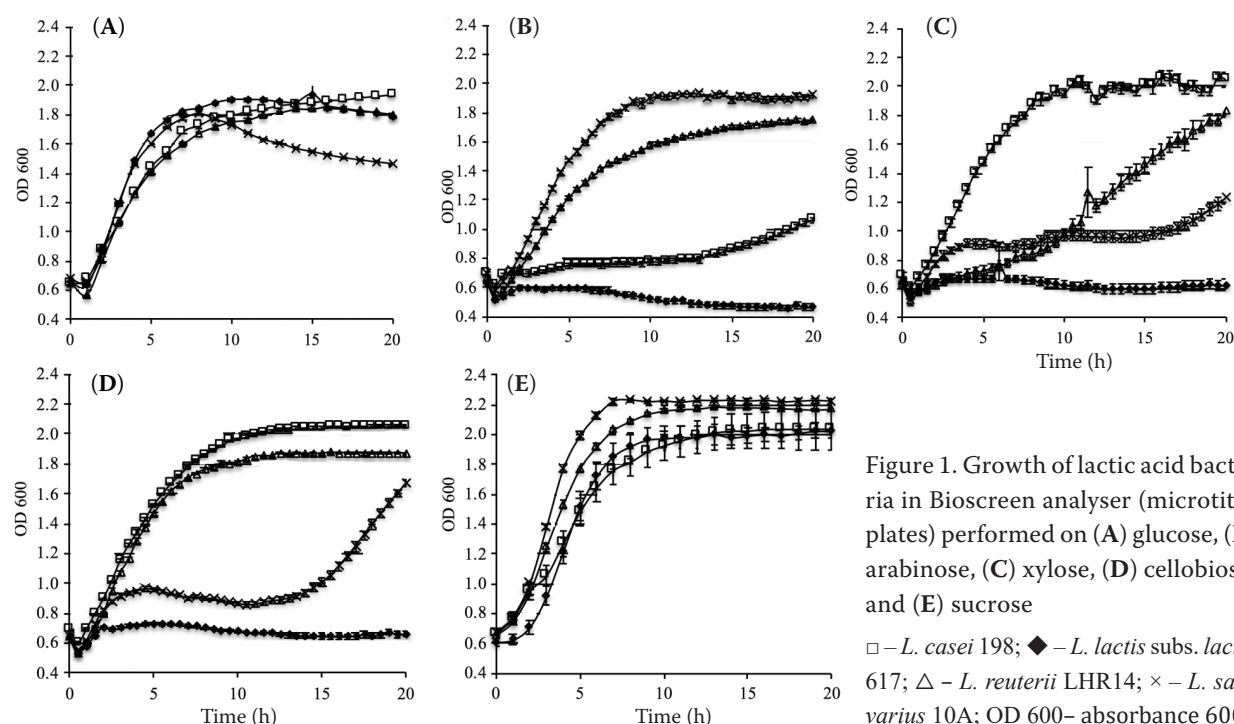 (A)
2.4
2.2
2.0
1.8
1.6
1.4
1.2
1.0
0.8
0.6
0.4
OD 600
0 5 10 15 20
(B)
2.4
2.2
2.0
1.8
1.6
1.4
1.2
1.0
0.8
0.6
0.4
OD 600
0 5 10 15 20
(C)
2.4
2.2
2.0
1.8
1.6
1.4
1.2
1.0
0.8
0.6
0.4
OD 600
0 5 10 15 20
Time (h)
(D)
2.4
2.2
2.0
1.8
1.6
1.4
1.2
1.0
0.8
0.6
0.4
OD 600
0 5 10 15 20
Time (h)
(E)
2.4
2.2
2.0
1.8
1.6
1.4
1.2
1.0
0.8
0.6
0.4
OD 600
0 5 10 15 20
Time (h)
Figure 1. Growth of lactic acid bact
ria in Bioscreen analyser (microtit
plates) performed on (A) glucose, (
arabinose, (C) xylose, (D) cellobios
and (E) sucrose
□ – L. casei 198; ◆ – L. lactis subs. lac
617; △ – L. reuterii LHR14; × – L. sa
varius 10A; OD 600– absorbance 60